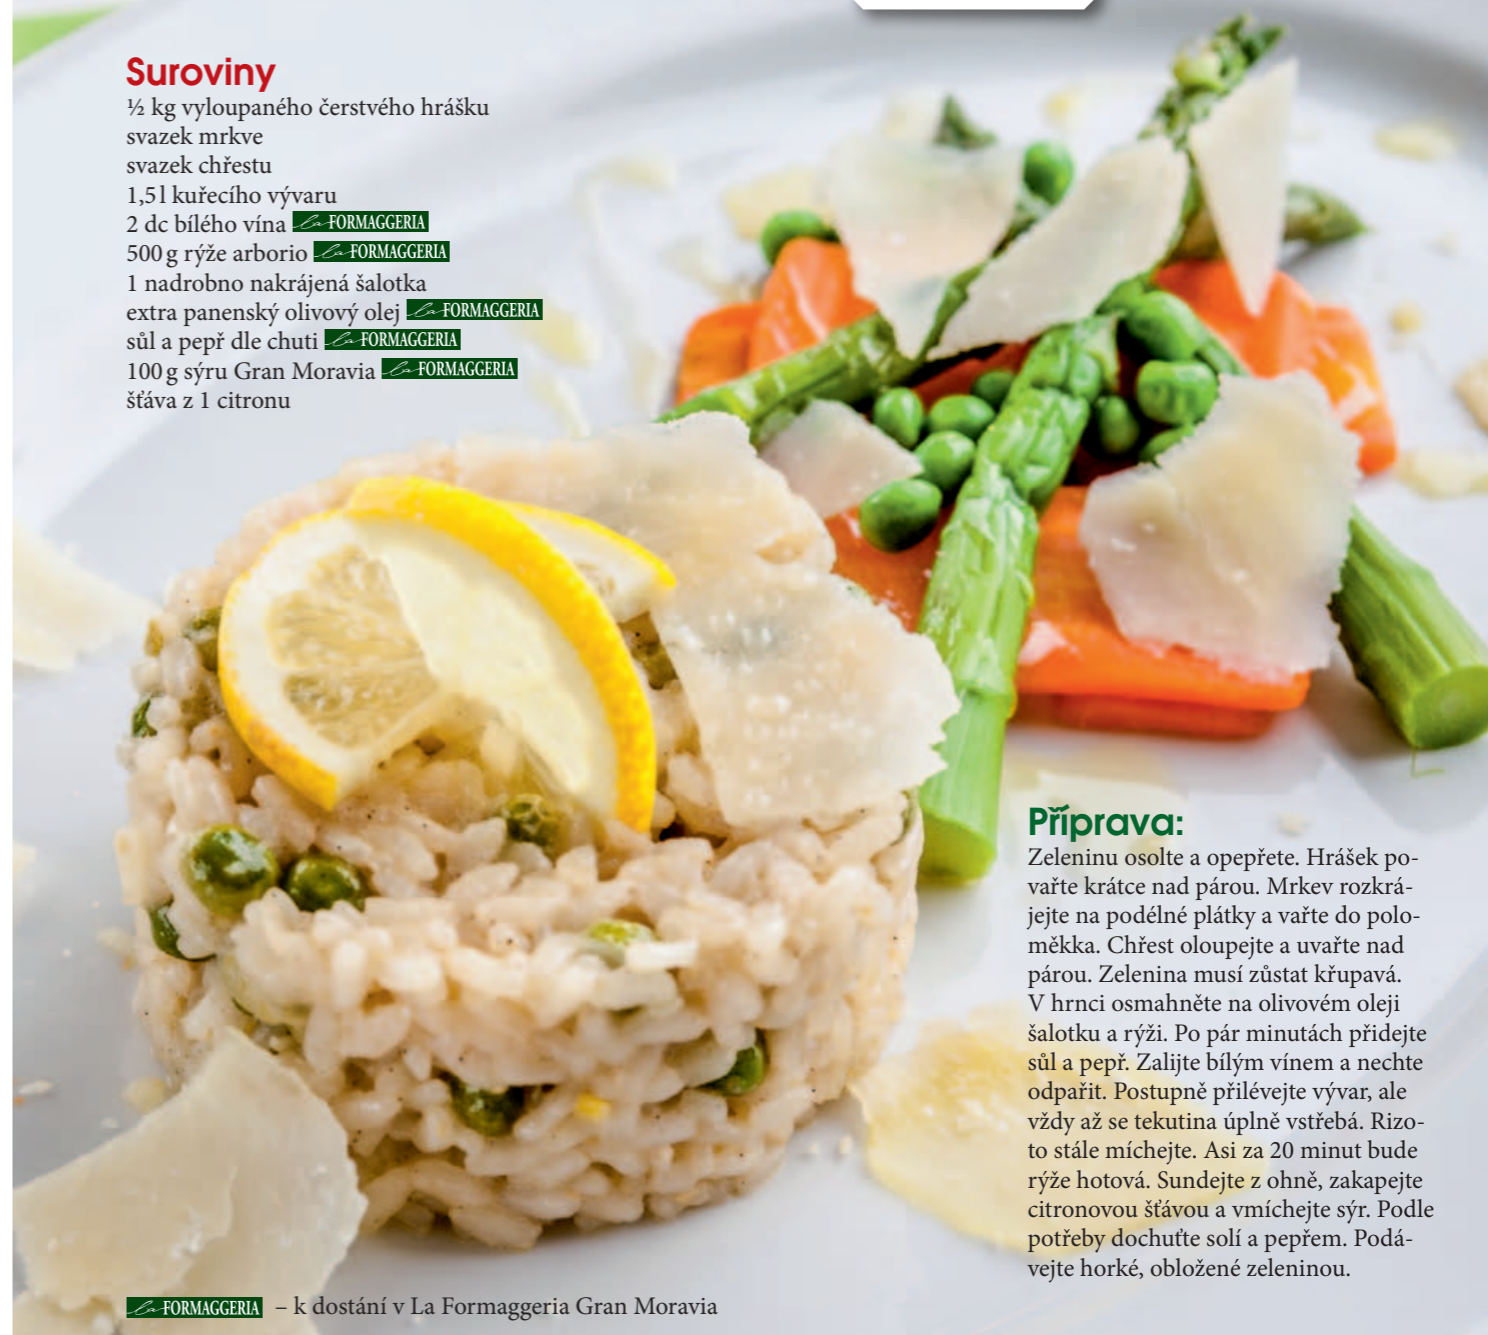 Suroviny
½ kg vyloupaného čerstvého hrášku
svazek mrkve
svazek chřestu
1,5 l kuřecího vývaru
2 dc bílého vína la FORMAGGERIA
500 g rýže arborio la FORMAGGERIA
1 nadrobno nakrájená šalotka
extra panenský olivový olej la FORMAGGERIA
sůl a pepř dle chuti la FORMAGGERIA
100 g sýru Gran Moravia la FORMAGGERIA
šťáva z 1 citronu
Příprava:
Zeleninu osolte a opepřete. Hrášek po-
vařte krátce nad párou. Mrkev rozkrá-
jejte na podélné plátky a vařte do polo-
měkka. Chřest oloupejte a uvařte nad
párou. Zelenina musí zůstat křupavá.
V hrnci osmahněte na olivovém oleji
šalotku a rýži. Po pár minutách přidejte
sůl a pepř. Zalijte bílým vínem a nechte
odpařit. Postupně přilévejte vývar, ale
vždy až se tekutina úplně vstřebá. Rizo-
to stále míchejte. Asi za 20 minut bude
rýže hotová. Sundejte z ohně, zakapejte
citronovou šťávou a vmíchejte sýr. Podle
potřeby dochuťte solí a pepřem. Podá-
vejte horké, obložené zeleninou.
la FORMAGGERIA – k dostání v La Formaggeria Gran Moravia